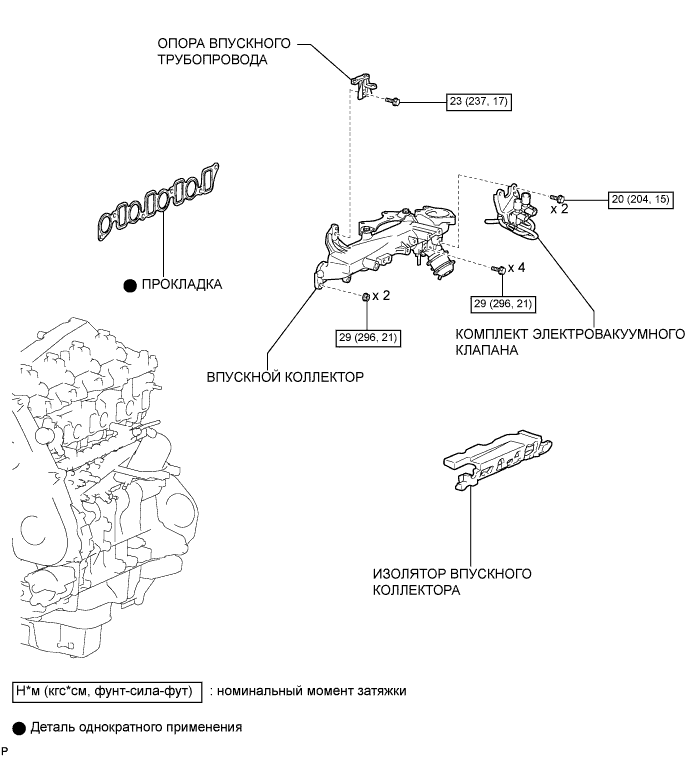 ОПОРА ВПУСКНОГО
ТРУБОПРОВОДА
23 (237, 17)
20 (204, 15)
x 2
ПРОКЛАДКА
x 4
x 2
29 (296, 21)
29 (296, 21)
КОМПЛЕКТ ЭЛЕКТРОВАКУУМНОГО
КЛАПАНА
ВПУСКНОЙ КОЛЛЕКТОР
ИЗОЛЯТОР ВПУСКНОГО
КОЛЛЕКТОРА
Н*м (кгс*см, фунт-сила-фут) : номинальный момент затяжки
Деталь однократного применения
P